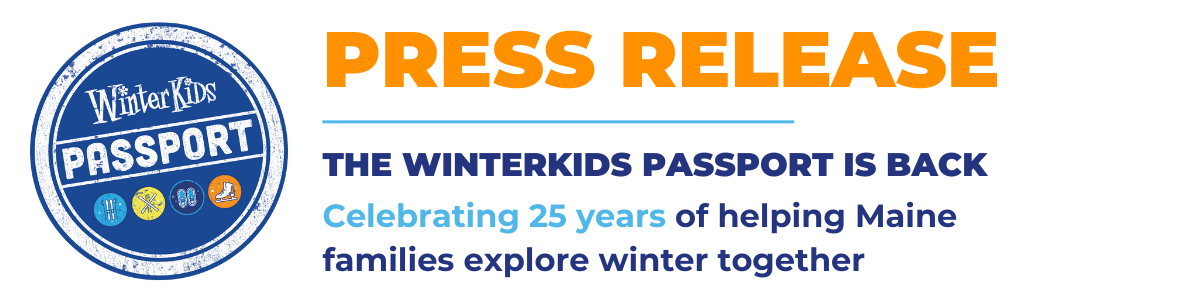 WinterKids
PASSPORT
PRESS RELEASE
THE WINTERKIDS PASSPORT IS BACK
Celebrating 25 years of helping Maine
families explore winter together